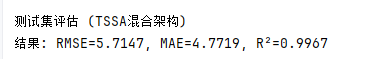 测试集评估 (TSSA混合架构)
结果: RMSE=5.7147, MAE=4.7719, R²=0.9967